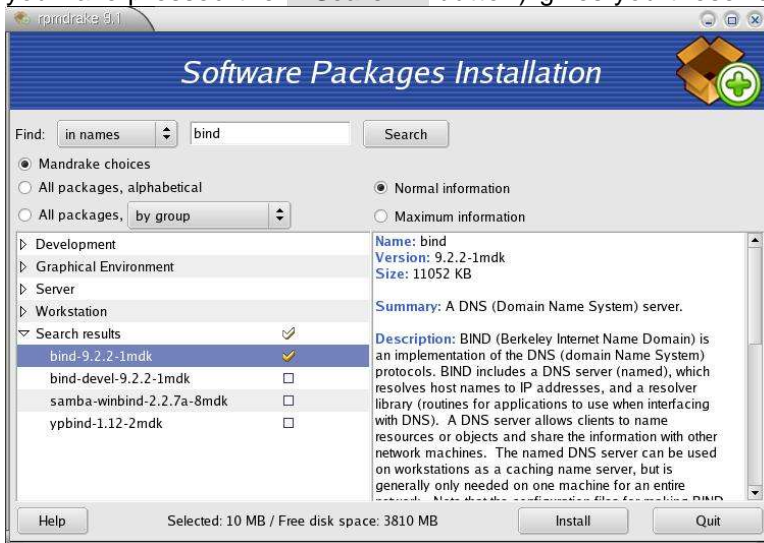 rpmdrake 9.1
Software Packages Installation
Find: in names bind Search
Mandrake choices
All packages, alphabetical
All packages, by group
Normal information
Maximum information
Development
Graphical Environment
Server
Workstation
Search results
bind-9.2.2-1mdk
bind-devel-9.2.2-1mdk
samba-winbind-2.2.7a-8mdk
ypbind-1.12-2mdk
Name: bind
Version: 9.2.2-1mdk
Size: 11052 KB
Summary: A DNS (Domain Name System) server.
Description: BIND (Berkeley Internet Name Domain) is
an implementation of the DNS (domain Name System)
protocols. BIND includes a DNS server (named), which
resolves host names to IP addresses, and a resolver
library (routines for applications to use when interfacing
with DNS). A DNS server allows clients to name
resources or objects and share the information with other
network machines. The named DNS server can be used
on workstations as a caching name server, but is
generally only needed on one machine for an entire
Help Selected: 10 MB / Free disk space: 3810 MB Install Quit